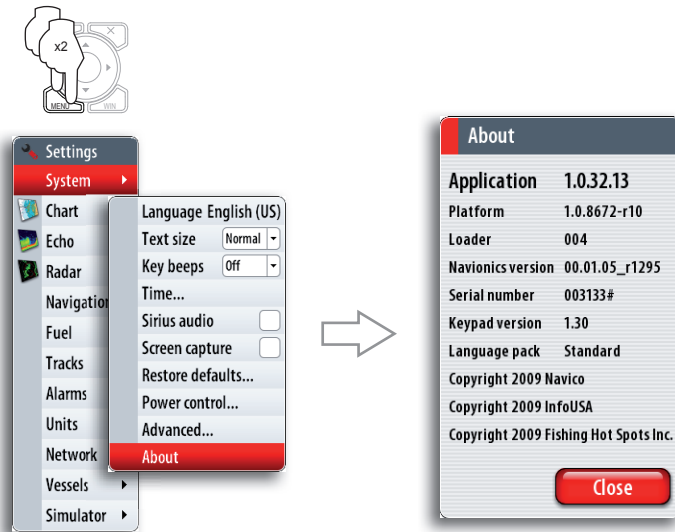 x2
MENU
WIN
Settings
System
Chart
Echo
Radar
Navigation
Fuel
Tracks
Alarms
Units
Network
Vessels
Simulator
Language English (US)
Text size Normal
Key beeps Off
Time...
Sirius audio
Screen capture
Restore defaults...
Power control...
Advanced...
About
About
Application 1.0.32.13
Platform 1.0.8672-r10
Loader 004
Navionics version 00.01.05_r1295
Serial number 003133#
Keypad version 1.30
Language pack Standard
Copyright 2009 Navico
Copyright 2009 InfoUSA
Copyright 2009 Fishing Hot Spots Inc.
Close